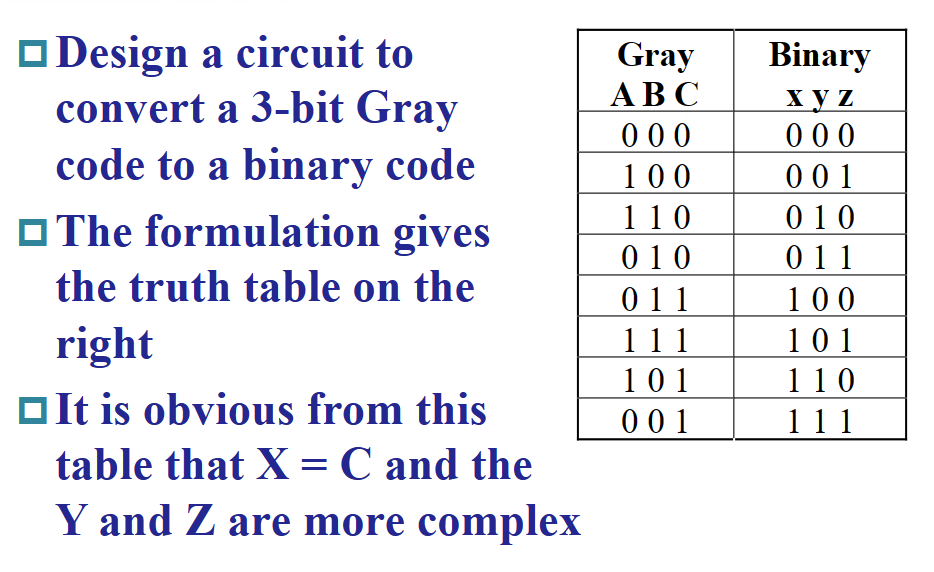 Design a circuit to
convert a 3-bit Gray
code to a binary code
The formulation gives
the truth table on the
right
It is obvious from this
table that X = C and the
Y and Z are more complex
Gray Binary
A B C x y z
0 0 0 0 0 0
1 0 0 0 0 1
1 1 0 0 1 0
0 1 0 0 1 1
0 1 1 1 0 0
1 1 1 1 0 1
1 0 1 1 1 0
0 0 1 1 1 1